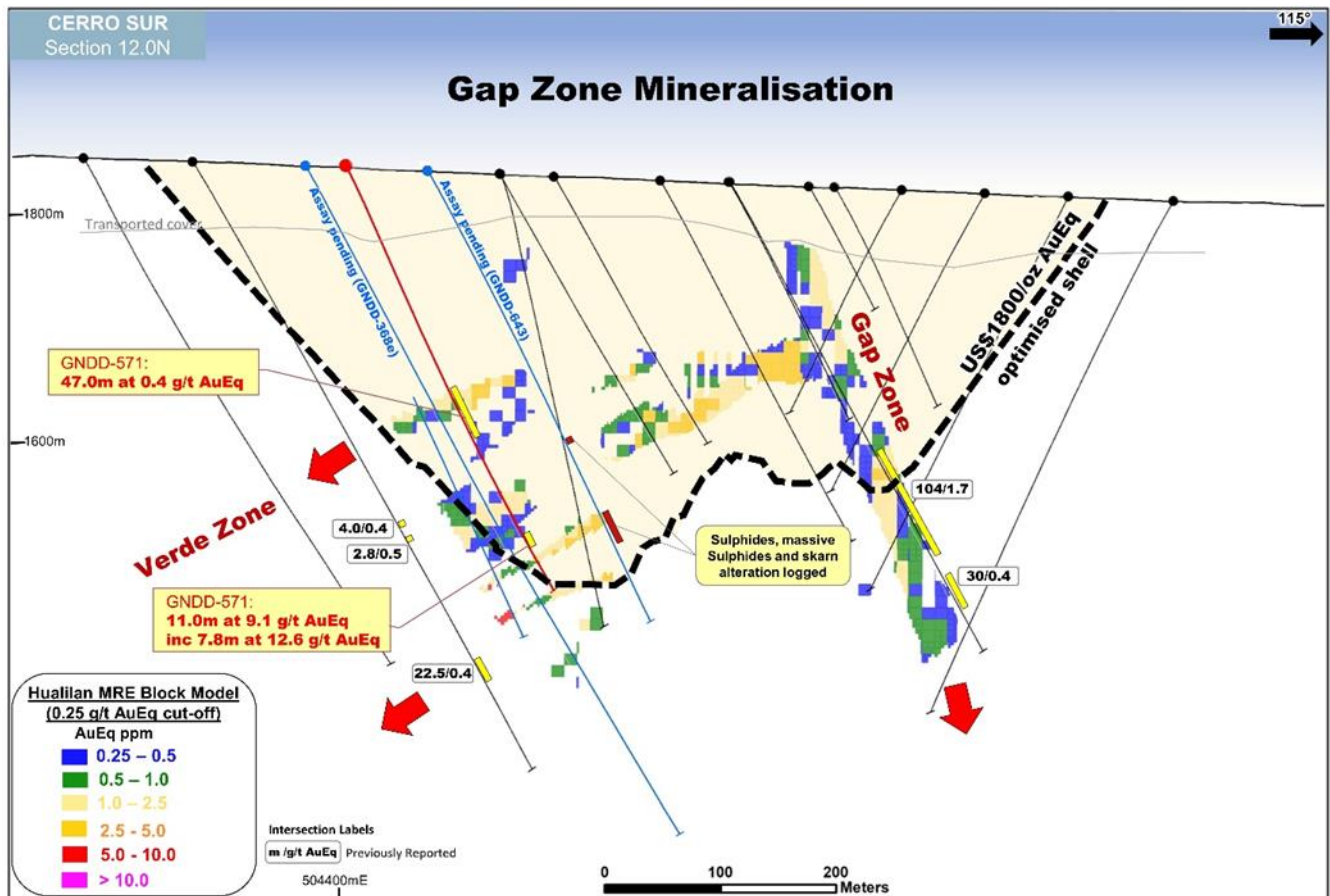 CERRO SUR
Section 12.0N
115°
Gap Zone Mineralisation
1800m
Transported cover
Assay pending (GNDD-368e)
Assay pending (GNDD-643)
US$1800/oz AuEq
optimised shell
Gap Zone
GNDD-571:
47.0m at 0.4 g/t AuEq
1600m
Verde Zone
4.0/0.4
2.8/0.5
104/1.7
Sulphides, massive
Sulphides and skarn
alteration logged
30/0.4
GNDD-571:
11.0m at 9.1 g/t AuEq
inc 7.8m at 12.6 g/t AuEq
22.5/0.4
Hualilan MRE Block Model
(0.25 g/t AuEq cut-off)
AuEq ppm
0.25 – 0.5
0.5 – 1.0
1.0 – 2.5
2.5 - 5.0
5.0 - 10.0
> 10.0
Intersection Labels
m /g/t AuEq Previously Reported
504400mE
0 100 200
Meters